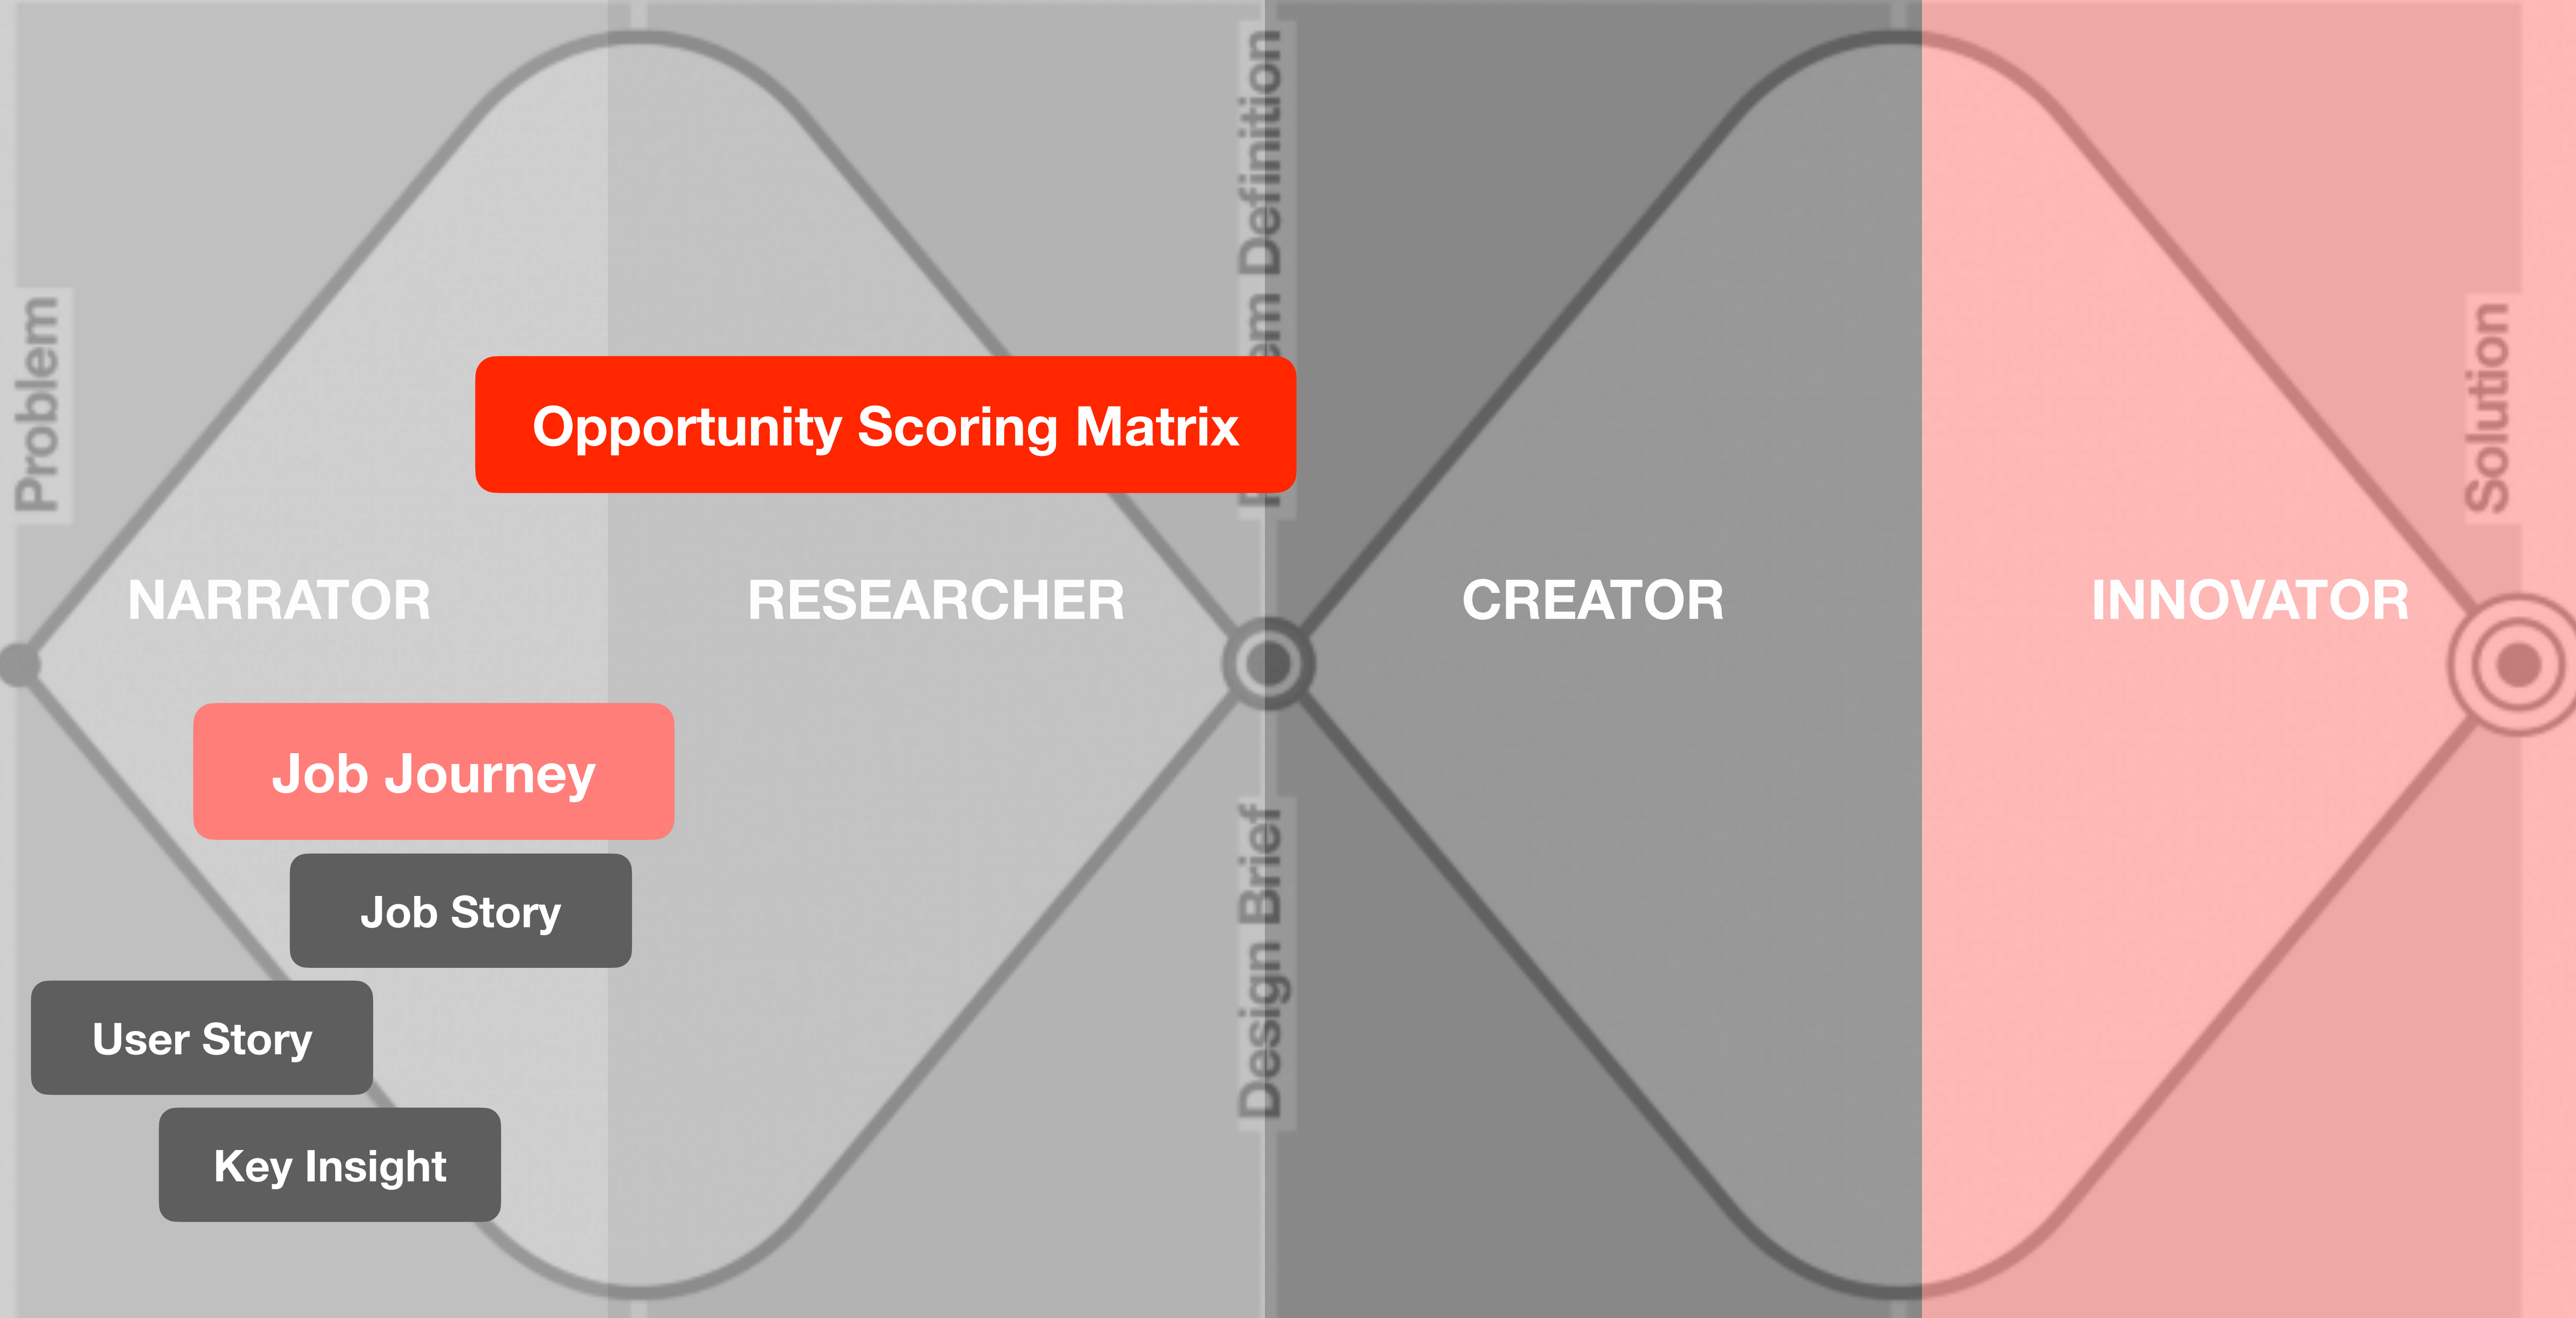 Problem
Definition
Solution
Opportunity Scoring Matrix
NARRATOR
RESEARCHER
CREATOR
INNOVATOR
Job Journey
Job Story
Design Brief
User Story
Key Insight